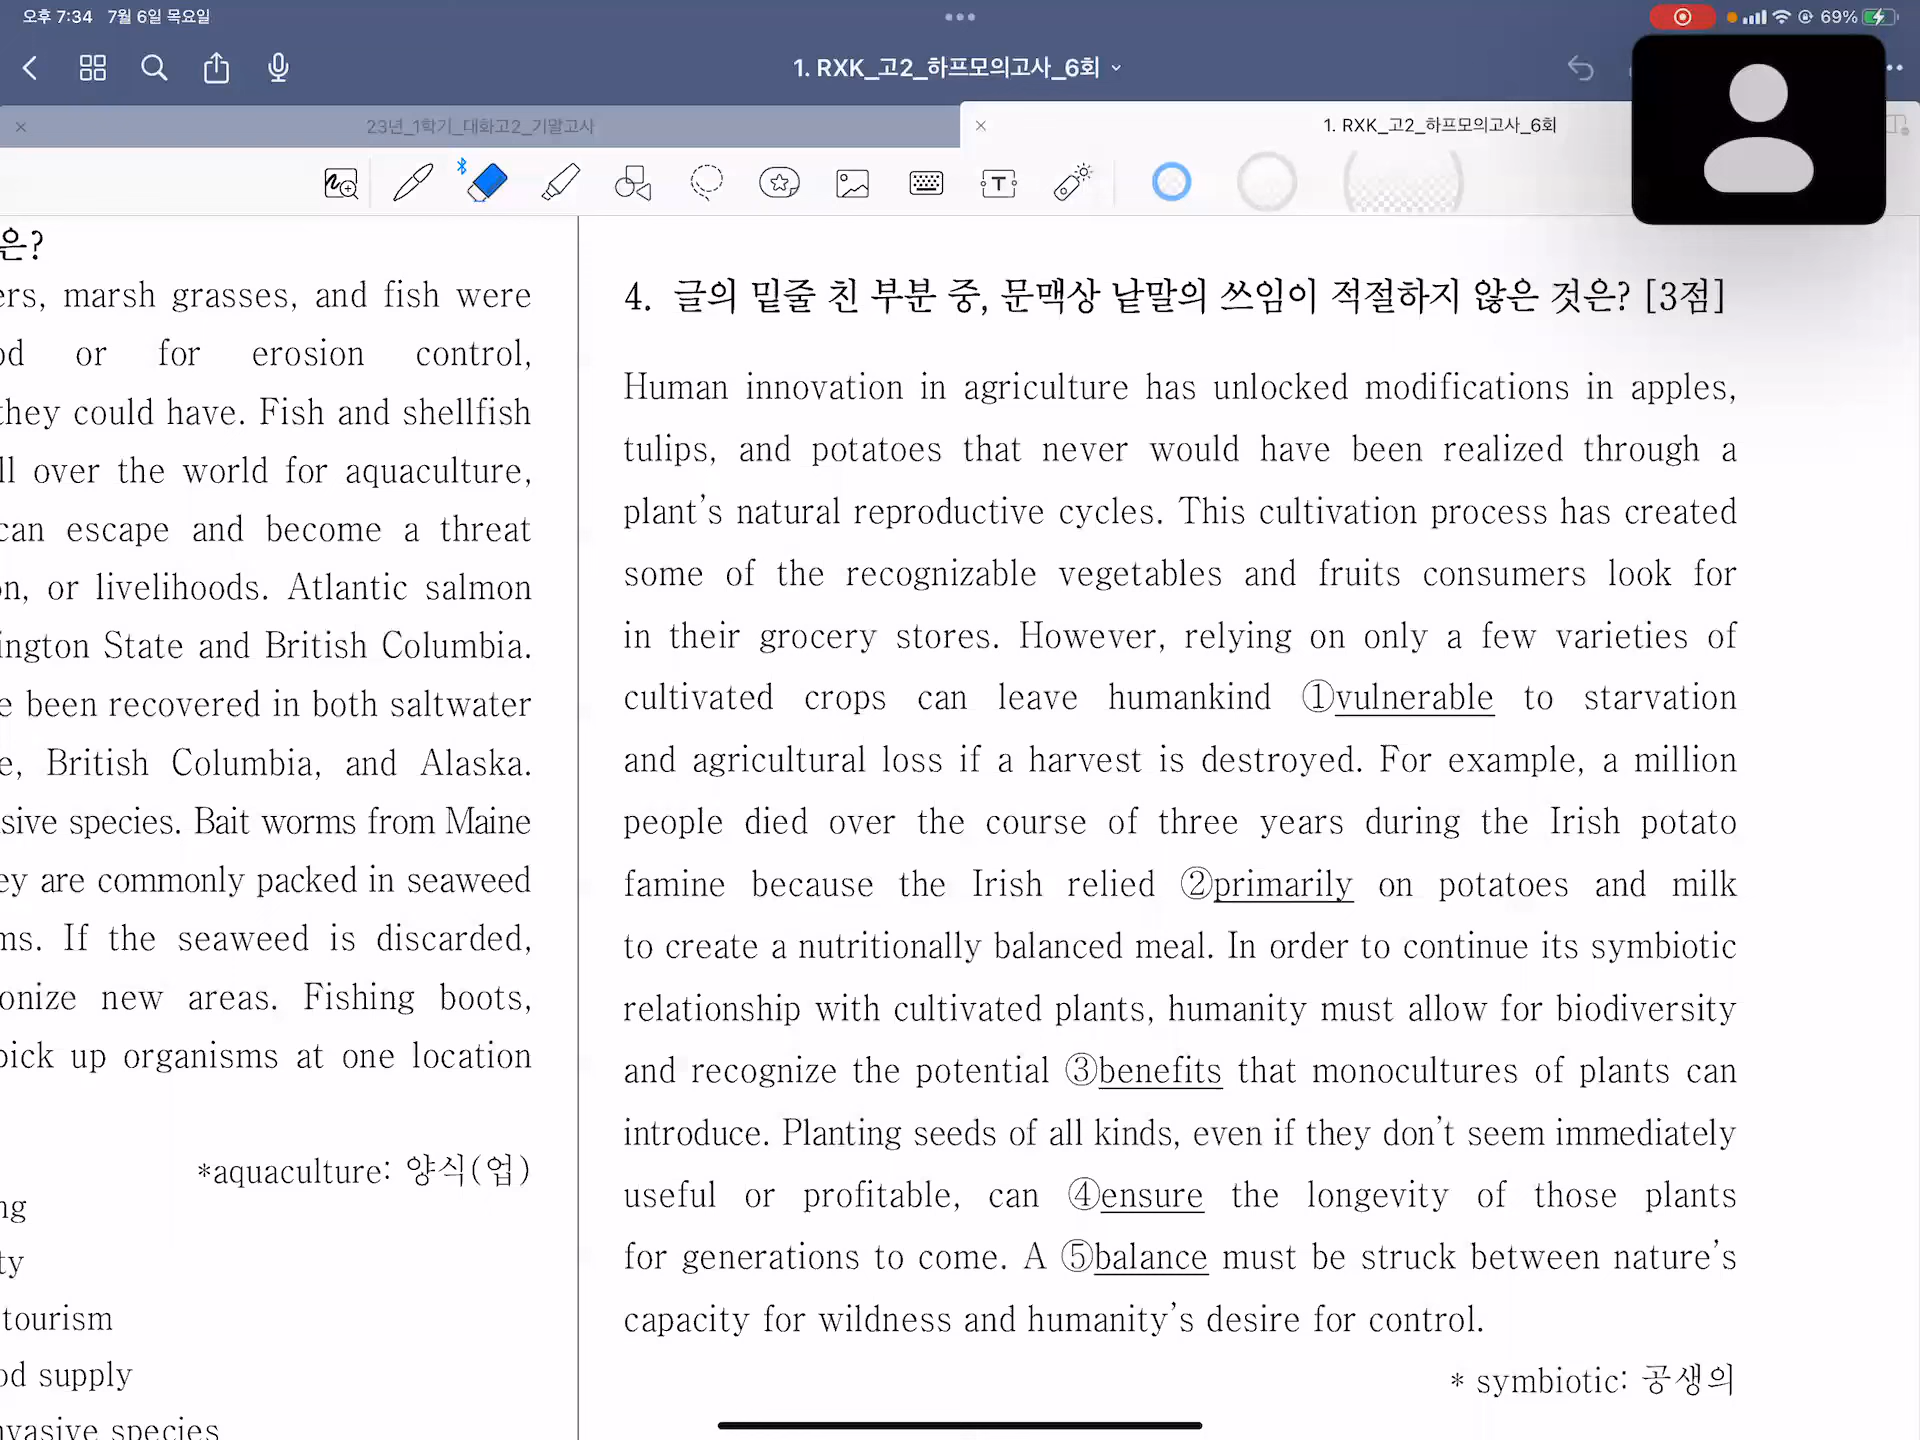 오후 7:34 7월 6일 목요일
69%
1. RXK_고2_하프모의고사_6회
23년_1학기_대화고2_기말고사
1. RXK_고2_하프모의고사_6회
은?
ers, marsh grasses, and fish were
od or for erosion control,
they could have. Fish and shellfish
ll over the world for aquaculture,
can escape and become a threat
on, or livelihoods. Atlantic salmon
ington State and British Columbia.
e been recovered in both saltwater
e, British Columbia, and Alaska.
sive species. Bait worms from Maine
ey are commonly packed in seaweed
ms. If the seaweed is discarded,
onize new areas. Fishing boots,
pick up organisms at one location
*aquaculture: 양식(업)
ng
ty
tourism
od supply
nvasive species
4. 글의 밑줄 친 부분 중, 문맥상 낱말의 쓰임이 적절하지 않은 것은? [3점]
Human innovation in agriculture has unlocked modifications in apples,
tulips, and potatoes that never would have been realized through a
plant's natural reproductive cycles. This cultivation process has created
some of the recognizable vegetables and fruits consumers look for
in their grocery stores. However, relying on only a few varieties of
cultivated crops can leave humankind ①vulnerable to starvation
and agricultural loss if a harvest is destroyed. For example, a million
people died over the course of three years during the Irish potato
famine because the Irish relied ②primarily on potatoes and milk
to create a nutritionally balanced meal. In order to continue its symbiotic
relationship with cultivated plants, humanity must allow for biodiversity
and recognize the potential ③benefits that monocultures of plants can
introduce. Planting seeds of all kinds, even if they don't seem immediately
useful or profitable, can ④ensure the longevity of those plants
for generations to come. A ⑤balance must be struck between nature's
capacity for wildness and humanity's desire for control.
* symbiotic: 공생의